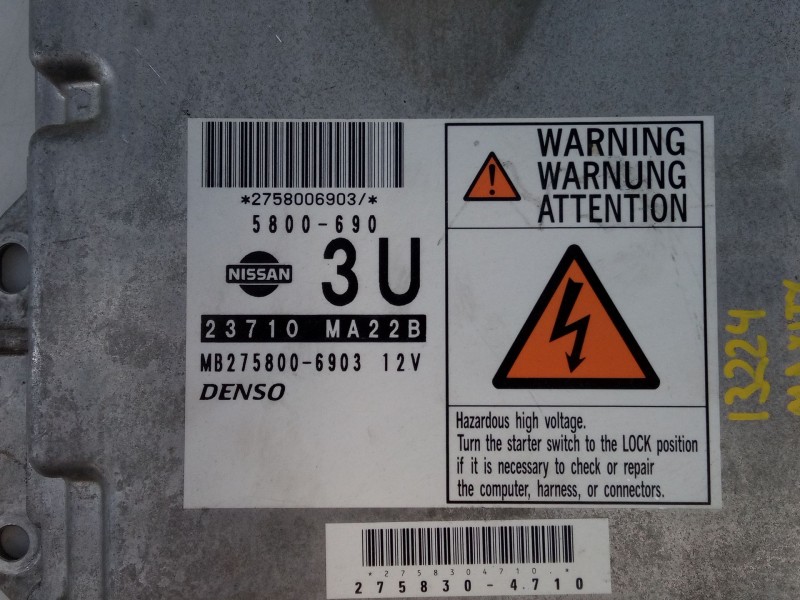 *2758006903/*
5800-690
NISSAN
3U
23710 MA22B
MB275800-6903 12V
DENSO
WARNING
WARNUNG
ATTENTION
Hazardous high voltage.
Turn the starter switch to the LOCK position
if it is necessary to check or repair
the computer, harness, or connectors.
*2758304710.*
275830-4710
13224